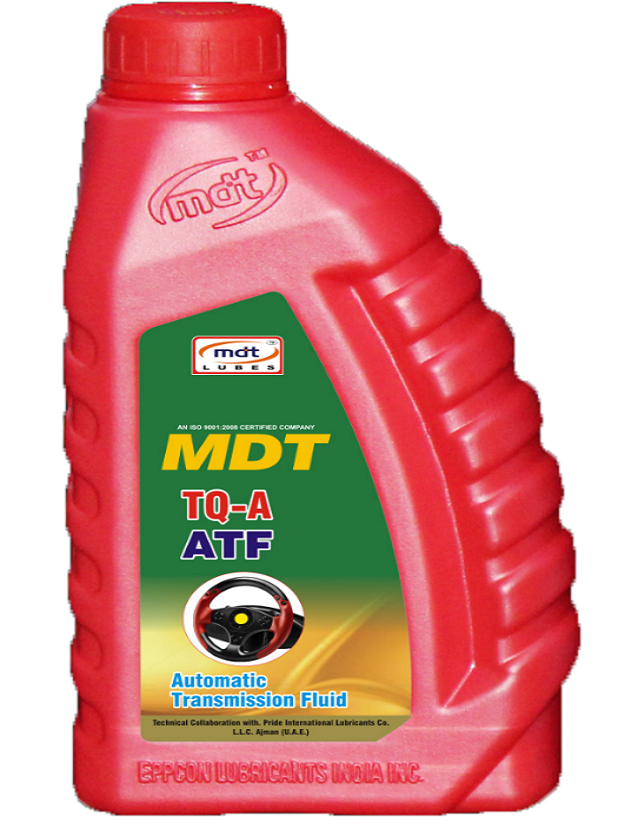 mdt TM
mdt
LUBES
AN ISO 9001:2008 CERTIFIED COMPANY
MDT
TQ-A
ATF
Automatic
Transmission Fluid
Technical Collaboration with. Pride International Lubricants Co.
L.L.C. Ajman (U.A.E.)
EPPCON LUBRICANTS INDIA INC.